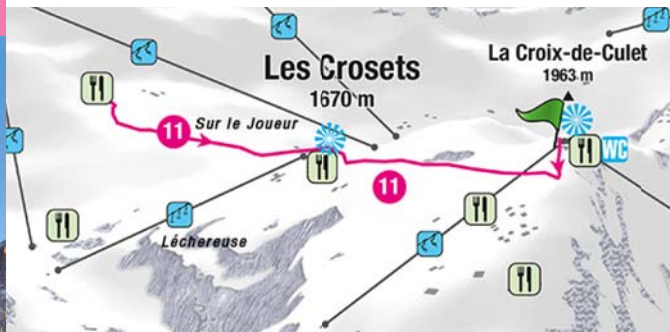 La Croix-de-Culet
1963 m
Les Crosets
1670 m
Sur le Joueur
11
11
WC
Léchereuse